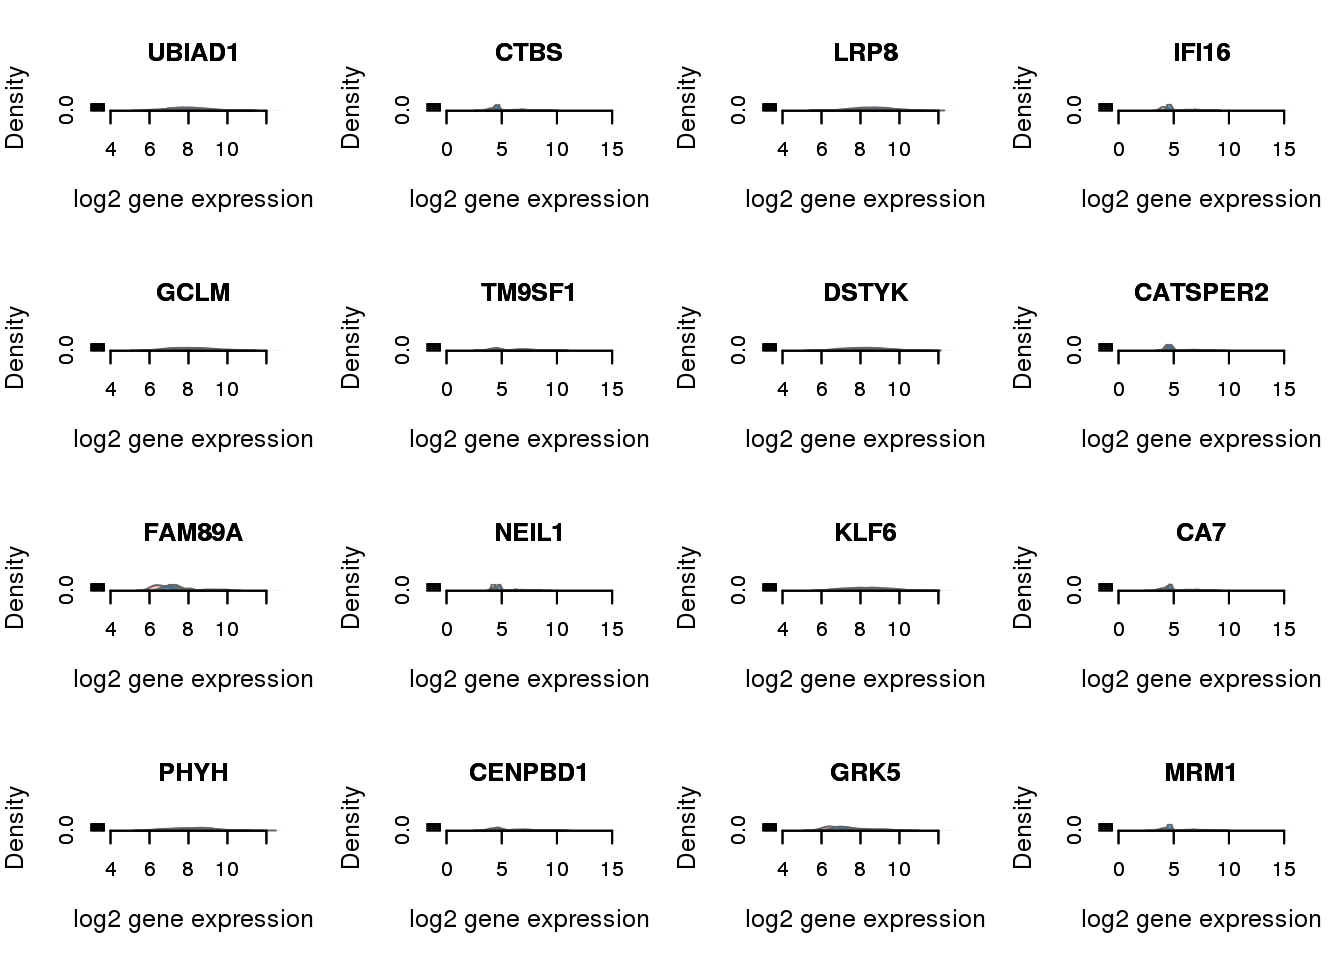 UBIAD1 CTBS LRP8 IFI16
Density Density Density Density
0.0 0.0 0.0 0.0
4 6 8 10 0 5 10 15 4 6 8 10 0 5 10 15
log2 gene expression log2 gene expression log2 gene expression log2 gene expression
GCLM TM9SF1 DSTYK CATSPER2
Density Density Density Density
0.0 0.0 0.0 0.0
4 6 8 10 0 5 10 15 4 6 8 10 0 5 10 15
log2 gene expression log2 gene expression log2 gene expression log2 gene expression
FAM89A NEIL1 KLF6 CA7
Density Density Density Density
0.0 0.0 0.0 0.0
4 6 8 10 0 5 10 15 4 6 8 10 0 5 10 15
log2 gene expression log2 gene expression log2 gene expression log2 gene expression
PHYH CENPBD1 GRK5 MRM1
Density Density Density Density
0.0 0.0 0.0 0.0
4 6 8 10 0 5 10 15 4 6 8 10 0 5 10 15
log2 gene expression log2 gene expression log2 gene expression log2 gene expression